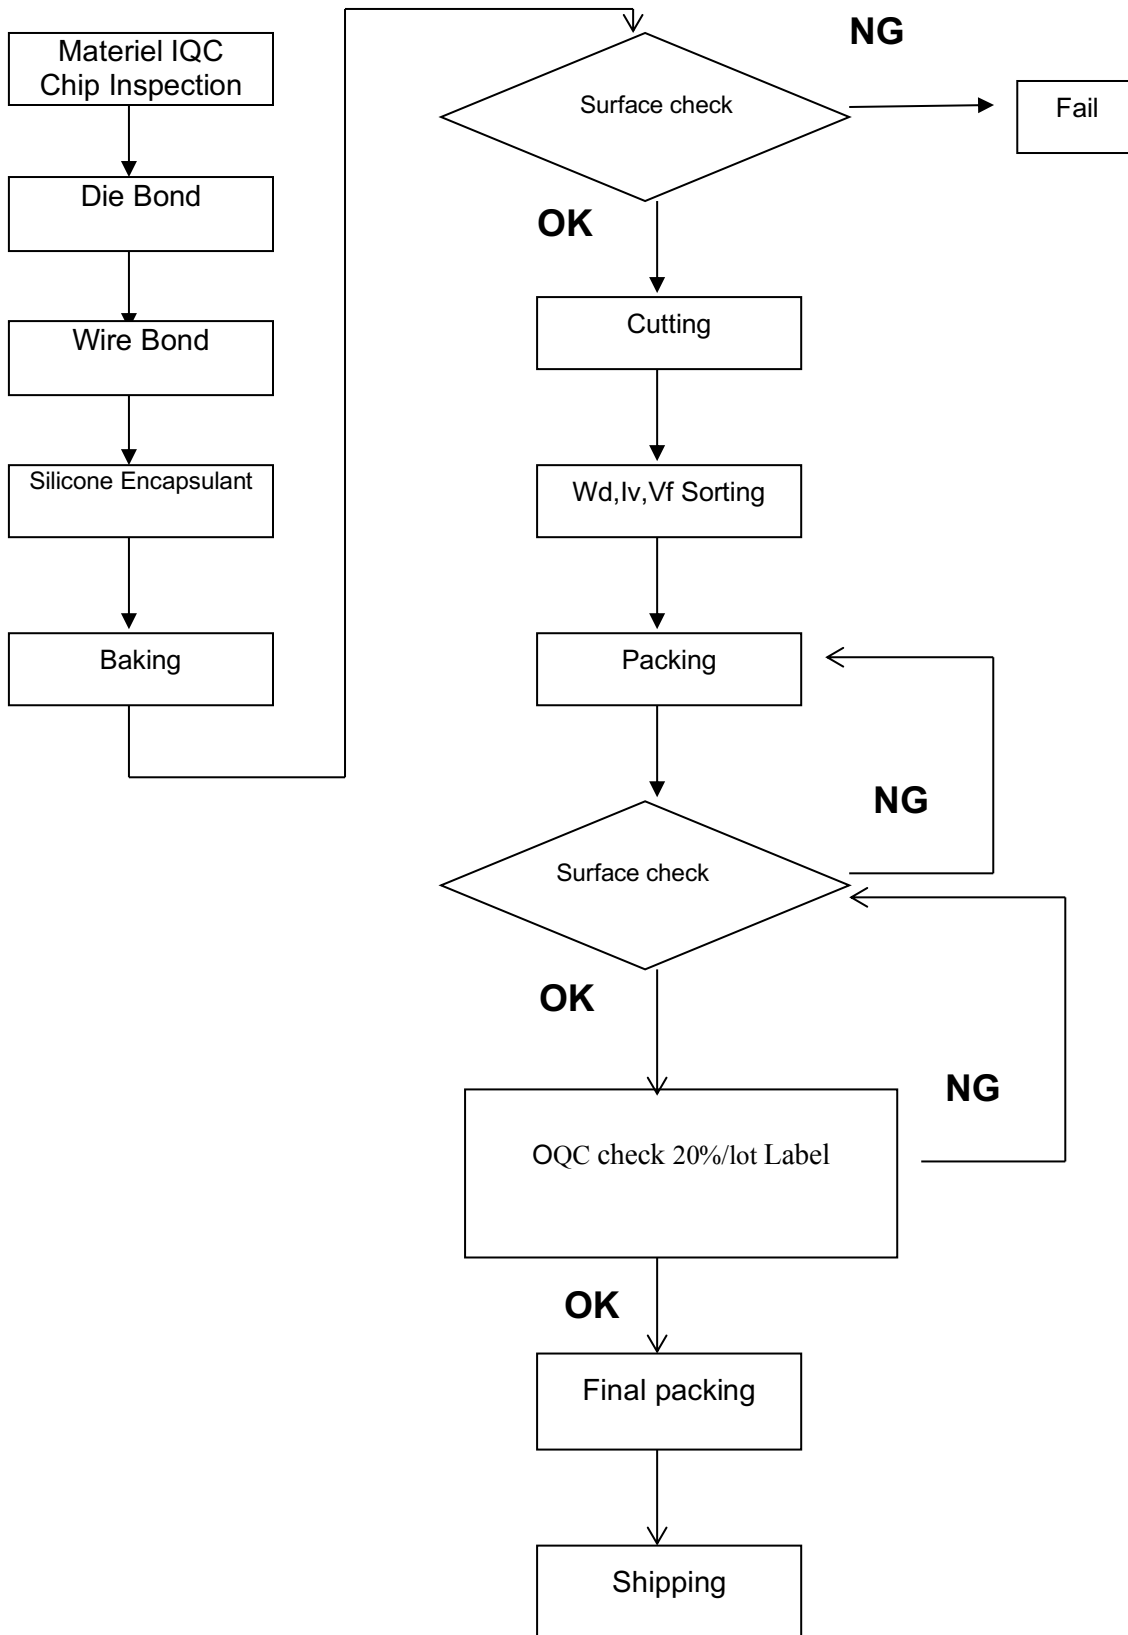 Materiel IQC
Chip Inspection
Die Bond
Wire Bond
Silicone Encapsulant
Baking
Surface check
NG
Fail
OK
Cutting
Wd,Iv,Vf Sorting
Packing
NG
Surface check
OK
NG
OQC check 20%/lot Label
OK
Final packing
Shipping